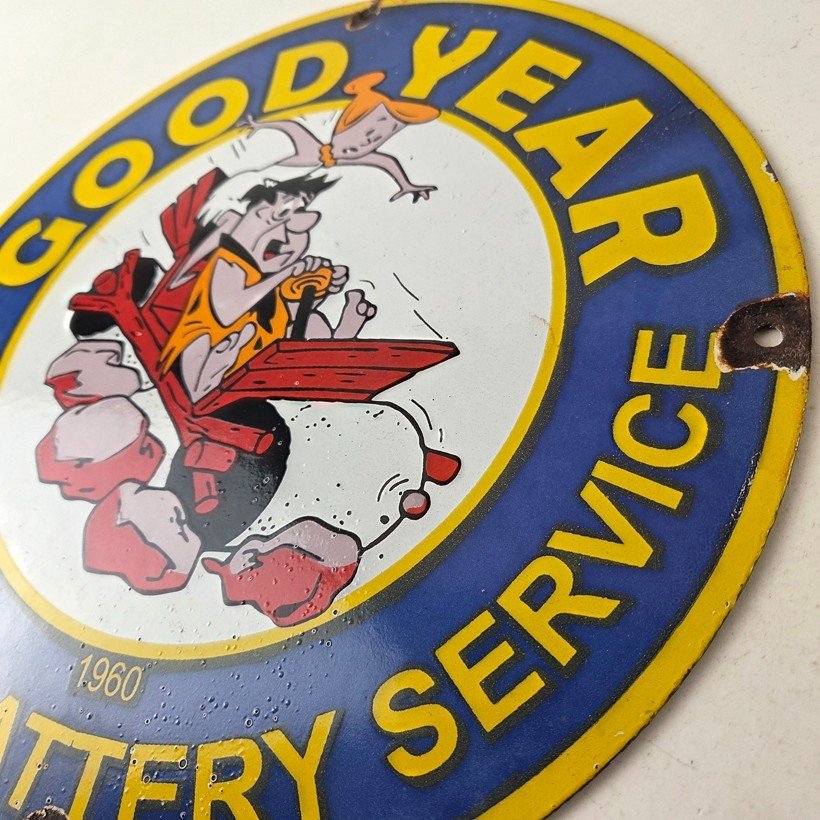 GOOD YEAR
1960
ATTERY SERVICE